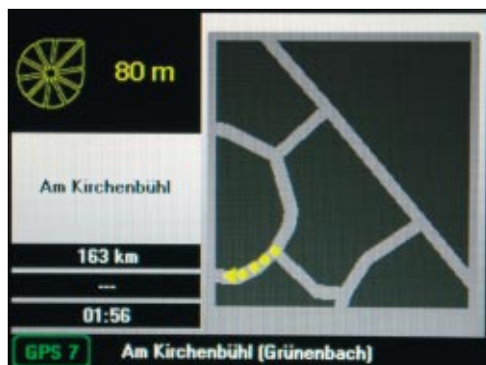 80 m
Am Kirchenbühl
163 km
---
01:56
GPS 7 Am Kirchenbühl (Grünenbach)